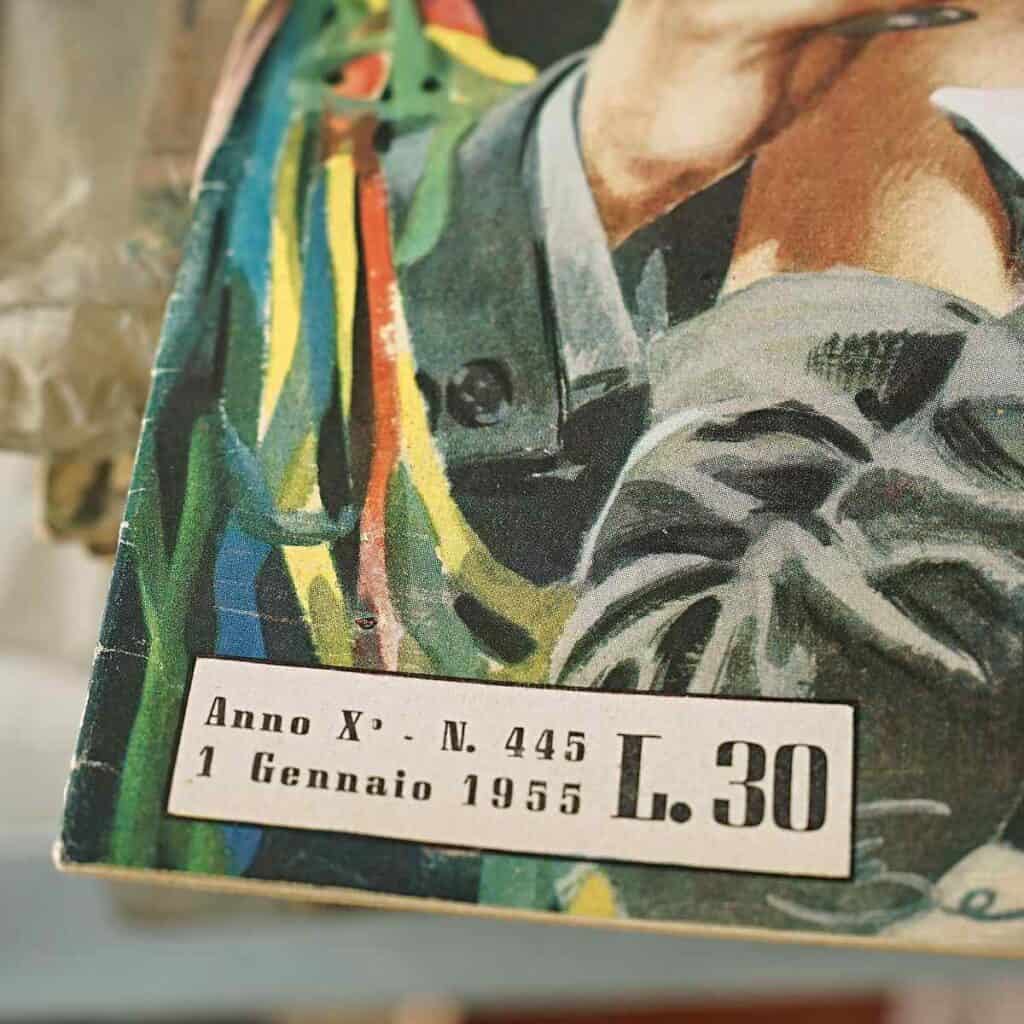 Anno X° - N. 445
1 Gennaio 1955
L. 30